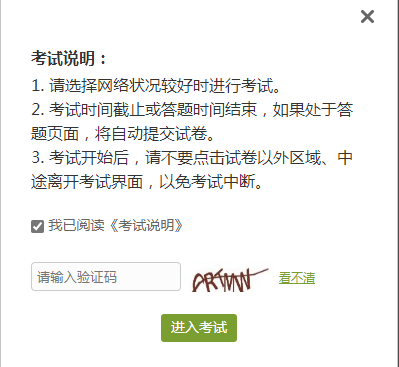 考试说明：
1. 请选择网络状况较好时进行考试。
2. 考试时间截止或答题时间结束，如果处于答
题页面，将自动提交试卷。
3. 考试开始后，请不要点击试卷以外区域、中
途离开考试界面，以免考试中断。
我已阅读《考试说明》
请输入验证码
看不清
进入考试